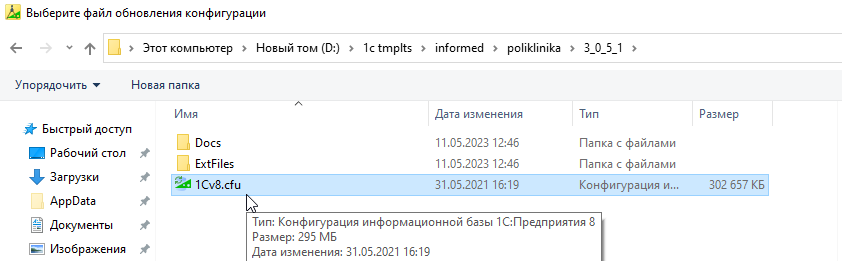 Выберите файл обновления конфигурации
Этот компьютер > Новый том (D:) > 1c tmplts > informed > poliklinika > 3_0_5_1 >
Упорядочить Новая папка
Имя Дата изменения Тип Размер
Быстрый доступ
Рабочий стол
Загрузки
AppData
Документы
Изображения
Docs 11.05.2023 12:46 Папка с файлами
ExtFiles 11.05.2023 12:46 Папка с файлами
1Cv8.cfu 31.05.2021 16:19 Конфигурация и... 302 657 КБ
Тип: Конфигурация информационной базы 1С:Предприятия 8
Размер: 295 МБ
Дата изменения: 31.05.2021 16:19